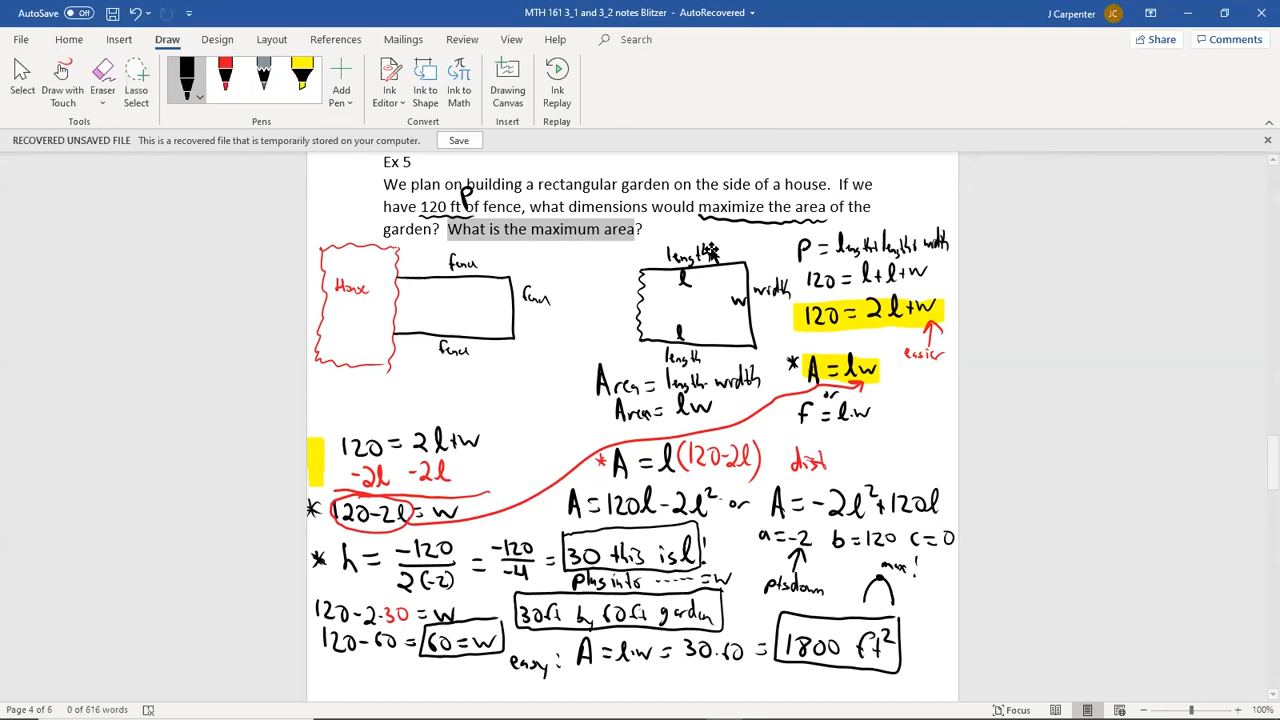 AutoSave Off MTH 161 3_1 and 3_2 notes Blitzer - AutoRecovered J Carpenter JC
File Home Insert Draw Design Layout References Mailings Review View Help Search Share Comments
Select Draw with Touch Eraser Lasso Select Add Pen Ink Editor Ink to Shape Ink to Math Drawing Canvas Ink Replay
Tools Pens Convert Insert Replay
RECOVERED UNSAVED FILE This is a recovered file that is temporarily stored on your computer. Save
Ex 5
We plan on building a rectangular garden on the side of a house. If we
P
have 120 ft of fence, what dimensions would maximize the area of the
garden? What is the maximum area?
House
fence
fence
fence
length
l
w width
l
length
P = length+length+width
120 = l+l+w
120 = 2l+w
easier
Area = length·width
Area = lw
* A = lw
or
f = l·w
120 = 2l+w
-2l -2l
* 120-2l = w
* A = l(120-2l) dist
A = 120l - 2l² or A = -2l²+120l
a=-2 b=120 c=0
pts down max!
* h = -120/2(-2) = -120/-4 = 30 this is l!
plug into ...... = w
120-2·30 = w
120-60 = 60 = w
30ft by 60ft garden
easy: A = l·w = 30·60 = 1800 ft²
Page 4 of 6 0 of 616 words Focus 100%